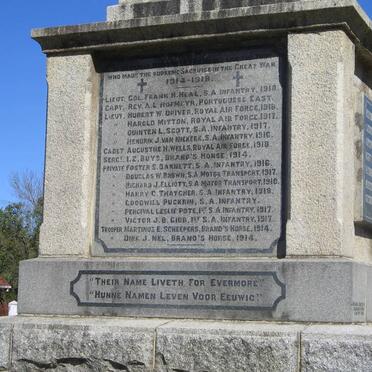 WHO MADE THE SUPREME SACRIFICE IN THE GREAT WAR
1914-1918.
LIEUT. COL. FRANK H. HEAL, S.A. INFANTRY, 1918.
CAPT. REV. A.L. HOFMEYR, PORTUGUESE EAST.
LIEUT. HUBERT W. DRIVER, ROYAL AIR FORCE, 1917.
" HAROLD MITTON, ROYAL AIR FORCE, 1917.
" QUINTEN L. SCOTT, S.A. INFANTRY, 1917.
" HENDRIK J. VAN NIEKERK, S.A. INFANTRY, 1916.
CADET AUGUSTINE H. WELLS, ROYAL AIR FORCE, 1918
SERGT. I.Z. BUYS, BRAND'S HORSE, 1914.
PRIVATE FOSTER S. BARNETT, S.A. INFANTRY, 1916.
" DOUGLAS W. BROWN, S.A. MOTOR TRANSPORT, 1917.
" RICHARD J. ELLIOTT, S.A. MOTOR TRANSPORT,
" HARRY C. THATCHER, S.A. INFANTRY, 1918.
" LODOWIL PUCKRIN, S.A. INFANTRY.
" PERCIVAL LESLIE POTE, 1ST S.A. INFANTRY, 1917.
" VICTOR J.B. GIBB, 1ST S.A. INFANTRY, 1917.
TROOPER MARTINUS E. SCHEEPERS, BRAND'S HORSE, 1914.
" DIRK J. NEL, BRAND'S HORSE, 1914.
"THEIR NAME LIVETH FOR EVERMORE"
"HUNNE NAMEN LEVEN VOOR EEUWIG"